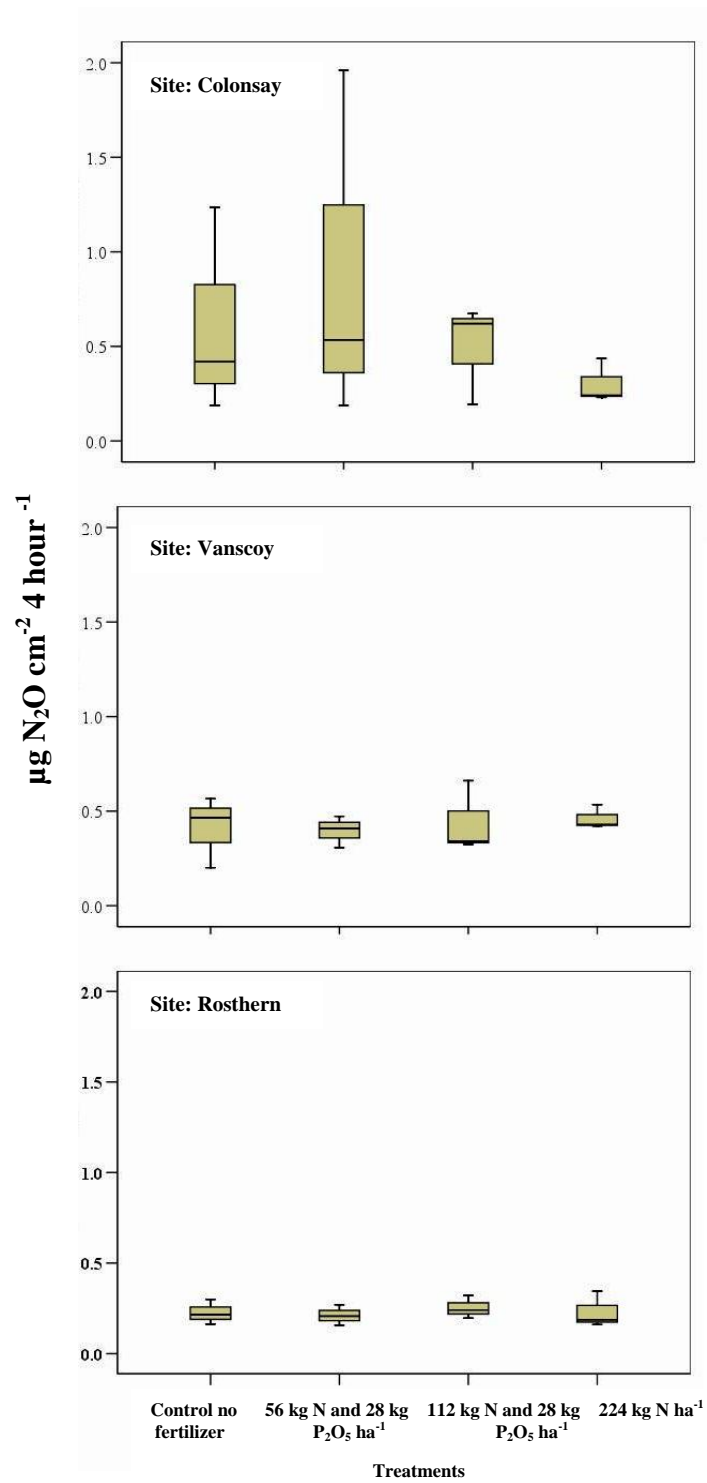 µg N₂O cm⁻² 4 hour ⁻¹
Site: Colonsay
2.0
1.5
1.0
0.5
0.0
Site: Vanscoy
2.0
1.5
1.0
0.5
0.0
Site: Rosthern
2.0
1.5
1.0
0.5
0.0
Control no
fertilizer
56 kg N and 28 kg
P₂O₅ ha⁻¹
112 kg N and 28 kg
P₂O₅ ha⁻¹
224 kg N ha⁻¹
Treatments